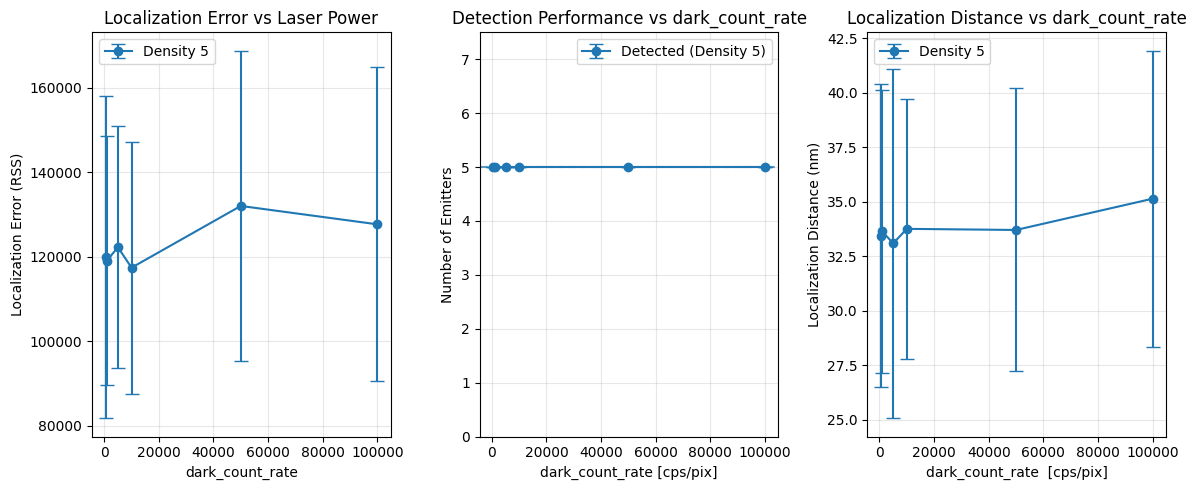 Localization Error vs Laser Power
Density 5
160000
140000
120000
100000
80000
Localization Error (RSS)
0 20000 40000 60000 80000 100000
dark_count_rate
Detection Performance vs dark_count_rate
Detected (Density 5)
7
6
5
4
3
2
1
0
Number of Emitters
0 20000 40000 60000 80000 100000
dark_count_rate [cps/pix]
Localization Distance vs dark_count_rate
Density 5
42.5
40.0
37.5
35.0
32.5
30.0
27.5
25.0
Localization Distance (nm)
0 20000 40000 60000 80000 100000
dark_count_rate  [cps/pix]